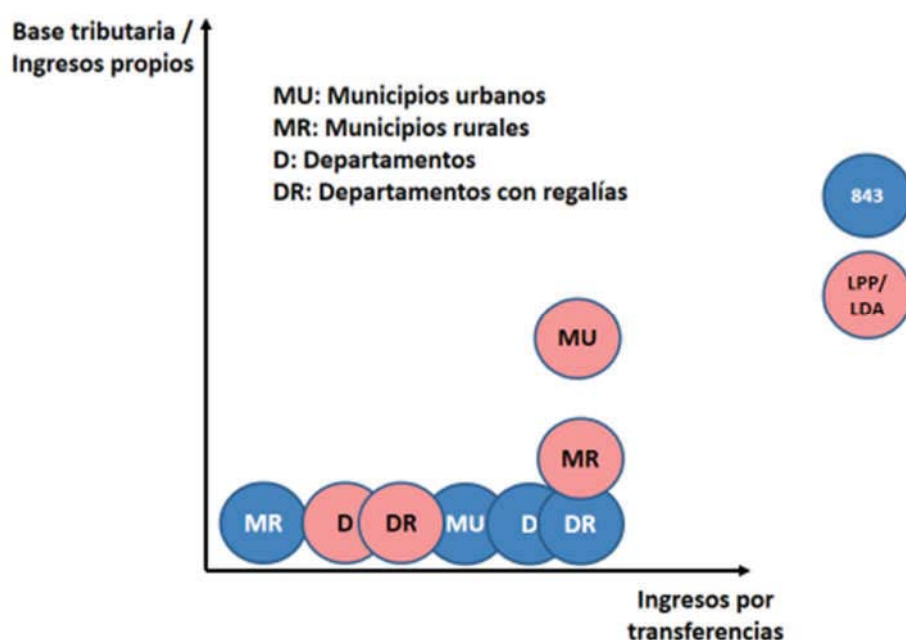 Base tributaria /
Ingresos propios
MU: Municipios urbanos
MR: Municipios rurales
D: Departamentos
DR: Departamentos con regalías
843
LPP/
LDA
MU
MR
MR
D
DR
MU
D
DR
Ingresos por
transferencias